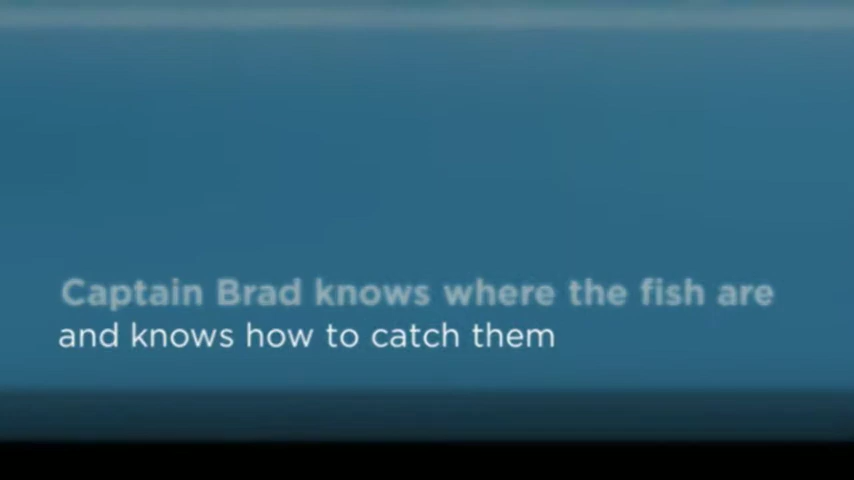 Captain Brad knows where the fish are
and knows how to catch them